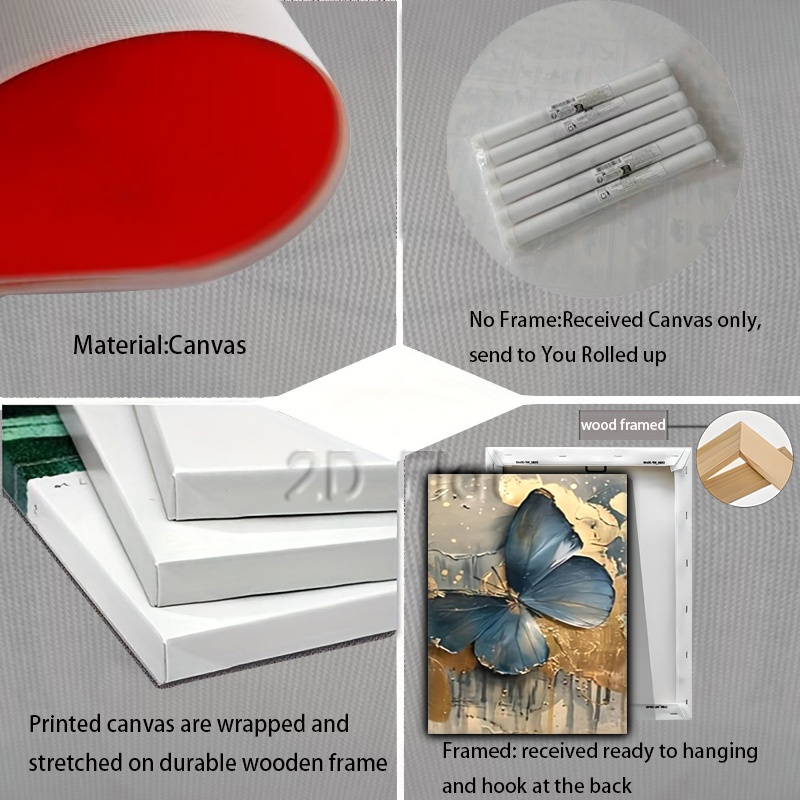 Material:Canvas
No Frame:Received Canvas only,
send to You Rolled up
wood framed
2D
Printed canvas are wrapped and
stretched on durable wooden frame
Framed: received ready to hanging
and hook at the back